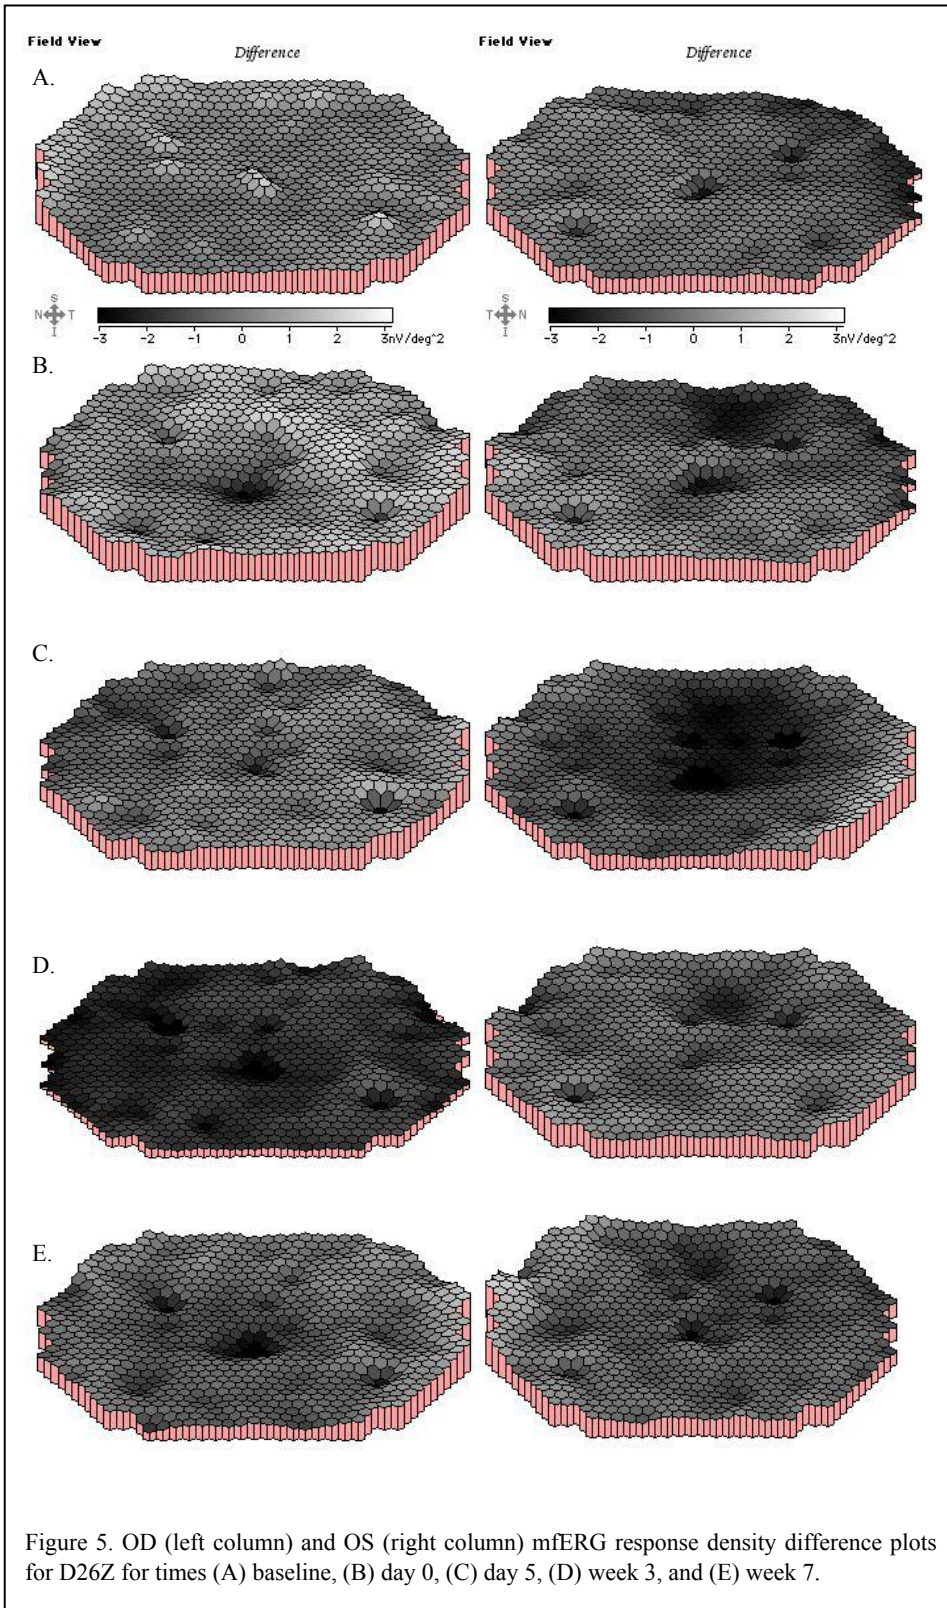 Field View
Difference
Field View
Difference
A.
S
N T
I
-3 -2 -1 0 1 2 3nV/deg^2
S
T N
I
-3 -2 -1 0 1 2 3nV/deg^2
B.
C.
D.
E.
Figure 5. OD (left column) and OS (right column) mfERG response density difference plots
for D26Z for times (A) baseline, (B) day 0, (C) day 5, (D) week 3, and (E) week 7.